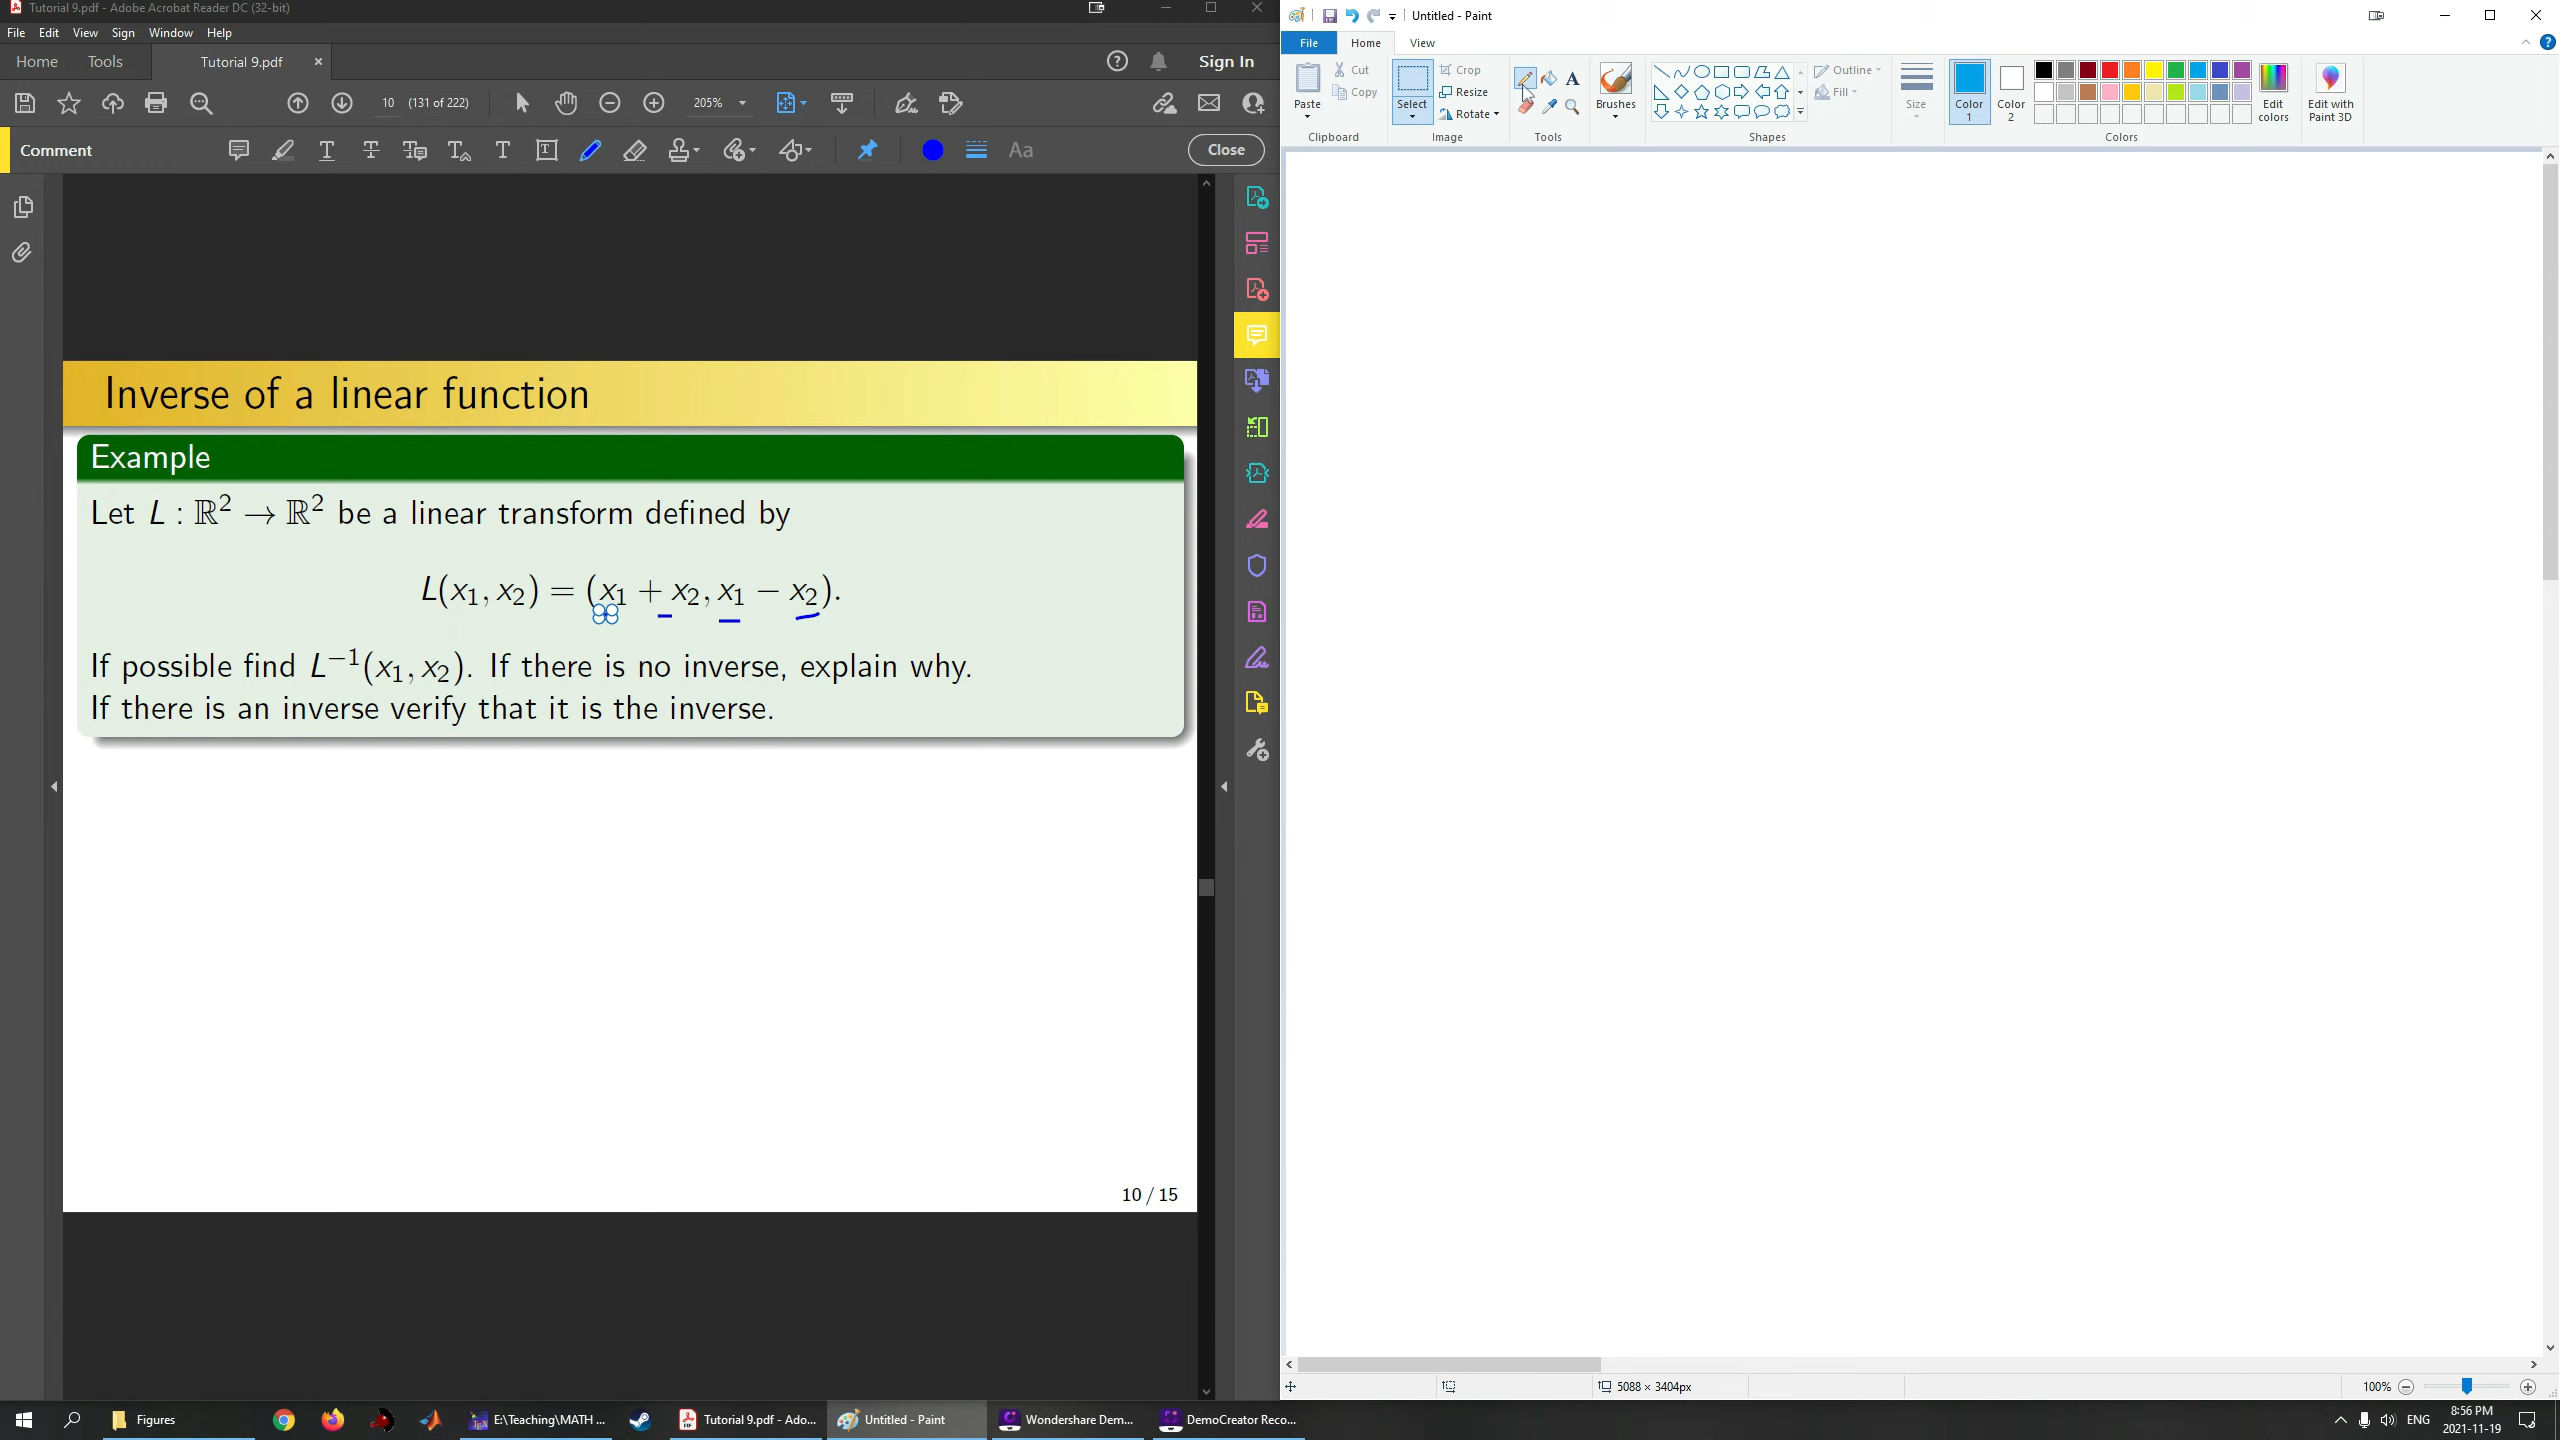 Tutorial 9.pdf - Adobe Acrobat Reader DC (32-bit)
File Edit View Sign Window Help
Home Tools Tutorial 9.pdf × Sign In
10 (131 of 222) 205%
Comment Aa Close
Inverse of a linear function
Example
Let L : ℝ² → ℝ² be a linear transform defined by
L(x₁, x₂) = (x₁ + x₂, x₁ − x₂).
If possible find L⁻¹(x₁, x₂). If there is no inverse, explain why.
If there is an inverse verify that it is the inverse.
10 / 15
Untitled - Paint
File Home View
Paste Cut Copy Clipboard
Select Crop Resize Rotate Image
A Tools
Brushes
Outline Fill Shapes
Size
Color 1 Color 2 Edit colors Colors
Edit with Paint 3D
5088 × 3404px 100%
Figures E:\Teaching\MATH ... Tutorial 9.pdf - Ado... Untitled - Paint Wondershare Dem... DemoCreator Reco... ENG 8:56 PM
2021-11-19